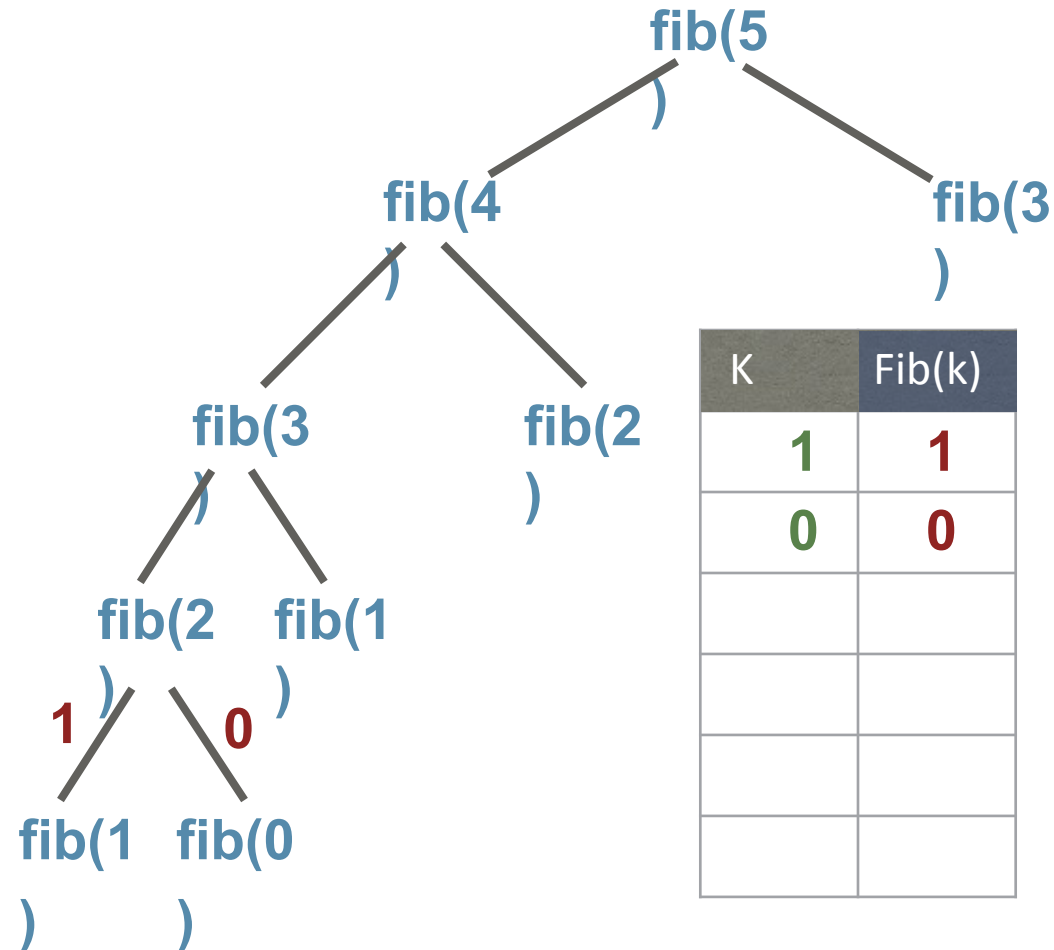 fib(5
)
fib(4
)
fib(3
)
fib(3
)
fib(2
)
fib(2
)
fib(1
)
1
0
fib(1
)
fib(0
)
K Fib(k)
1 1
0 0